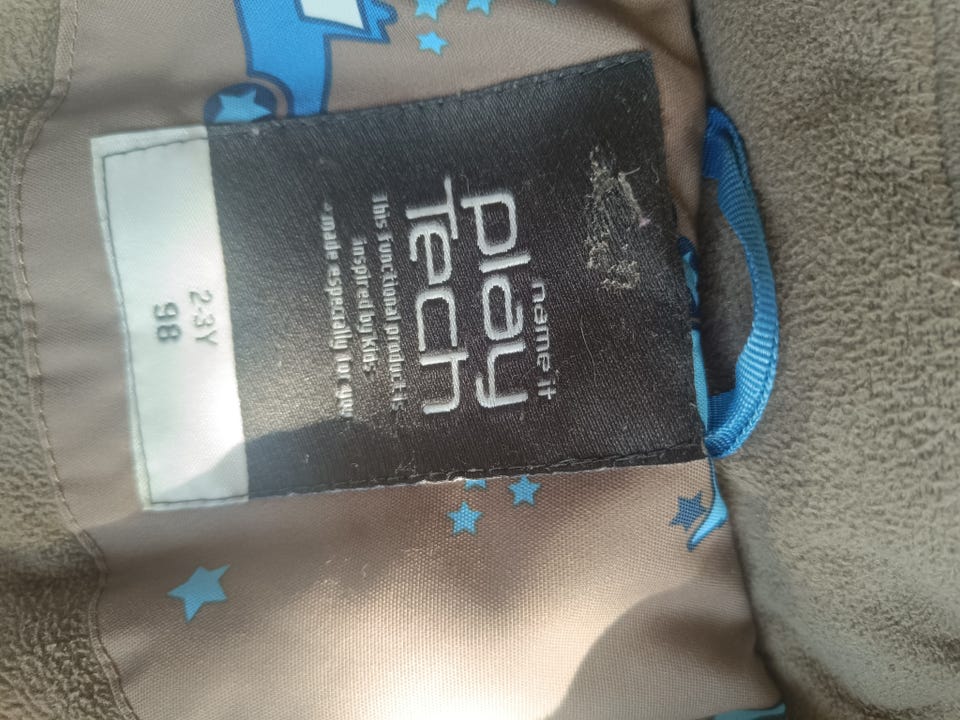 name it
play
Tech
This functional product is
inspired by kids
- made especially for you
2-3Y
98